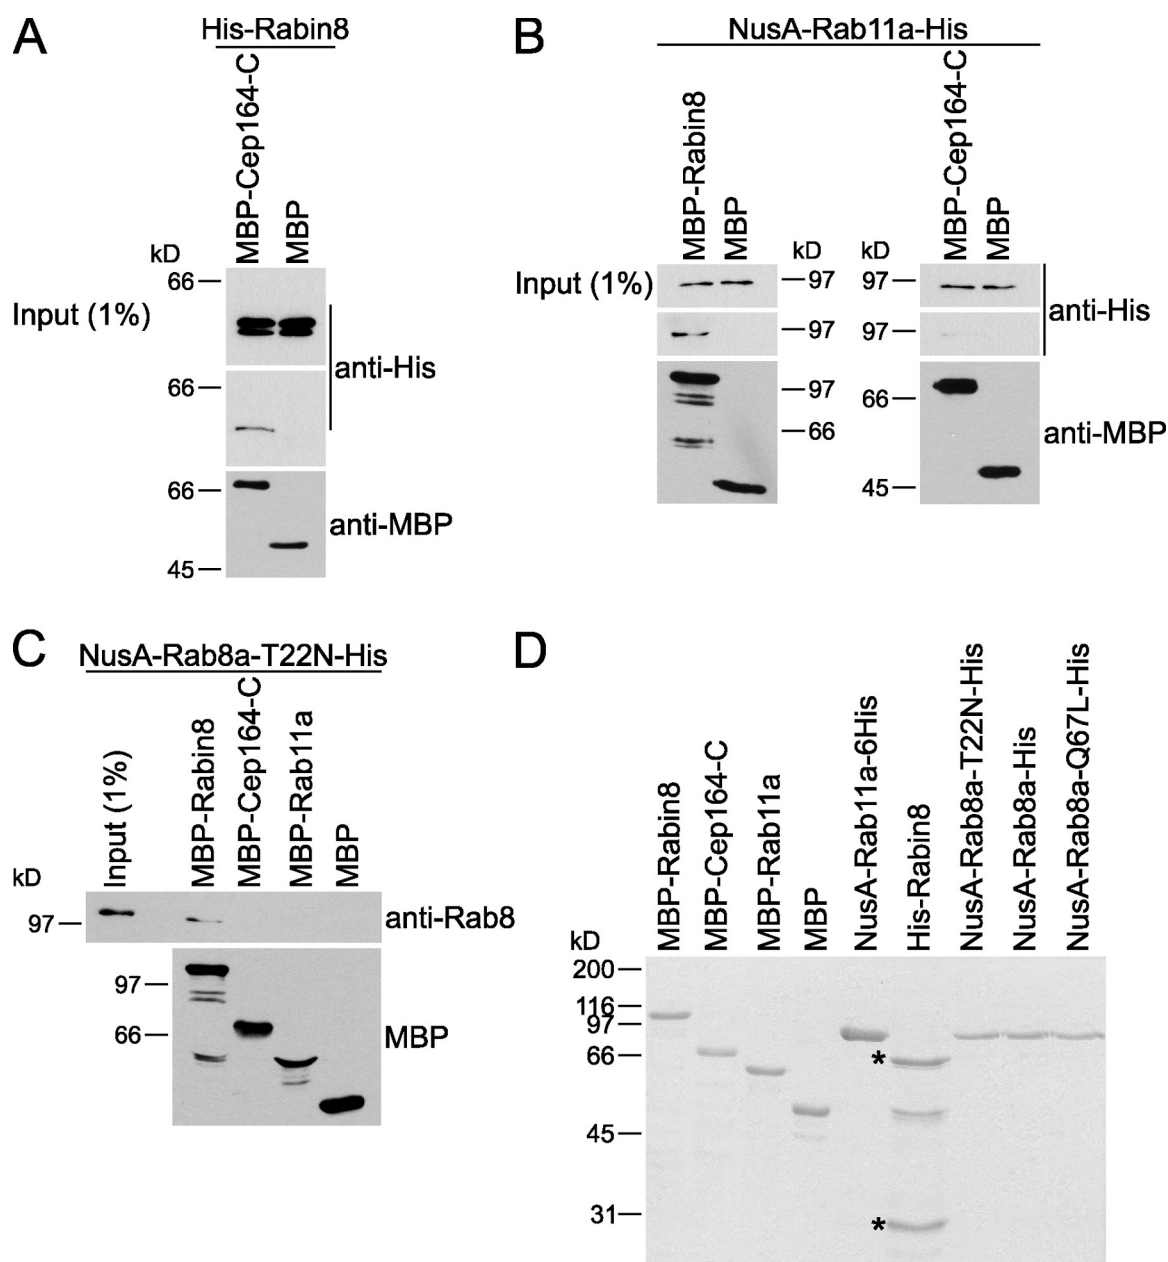 A
His-Rabin8
MBP-Cep164-C
MBP
kD
66
Input (1%)
anti-His
66
66
anti-MBP
45
B
NusA-Rab11a-His
MBP-Rabin8
MBP
MBP-Cep164-C
MBP
kD
kD
Input (1%)
97
97
97
97
anti-His
97
66
66
anti-MBP
45
C
NusA-Rab8a-T22N-His
Input (1%)
MBP-Rabin8
MBP-Cep164-C
MBP-Rab11a
MBP
kD
97
anti-Rab8
97
66
MBP
D
MBP-Rabin8
MBP-Cep164-C
MBP-Rab11a
MBP
NusA-Rab11a-6His
His-Rabin8
NusA-Rab8a-T22N-His
NusA-Rab8a-His
NusA-Rab8a-Q67L-His
kD
200
116
97
66
*
45
31
*